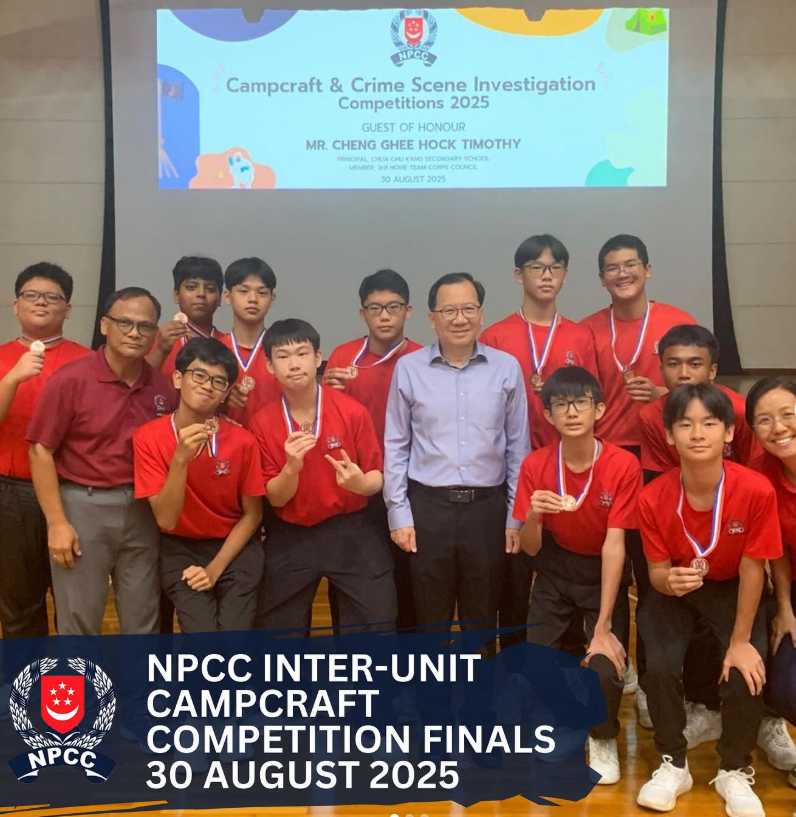 NPCC
Campcraft & Crime Scene Investigation
Competitions 2025
GUEST OF HONOUR
MR. CHENG GHEE HOCK TIMOTHY
PRINCIPAL, CHUA CHU KANG SECONDARY SCHOOL
MEMBER, 3rd HOME TEAM CORPS COUNCIL
30 AUGUST 2025
NPCC INTER-UNIT
CAMPCRAFT
COMPETITION FINALS
30 AUGUST 2025
NPCC